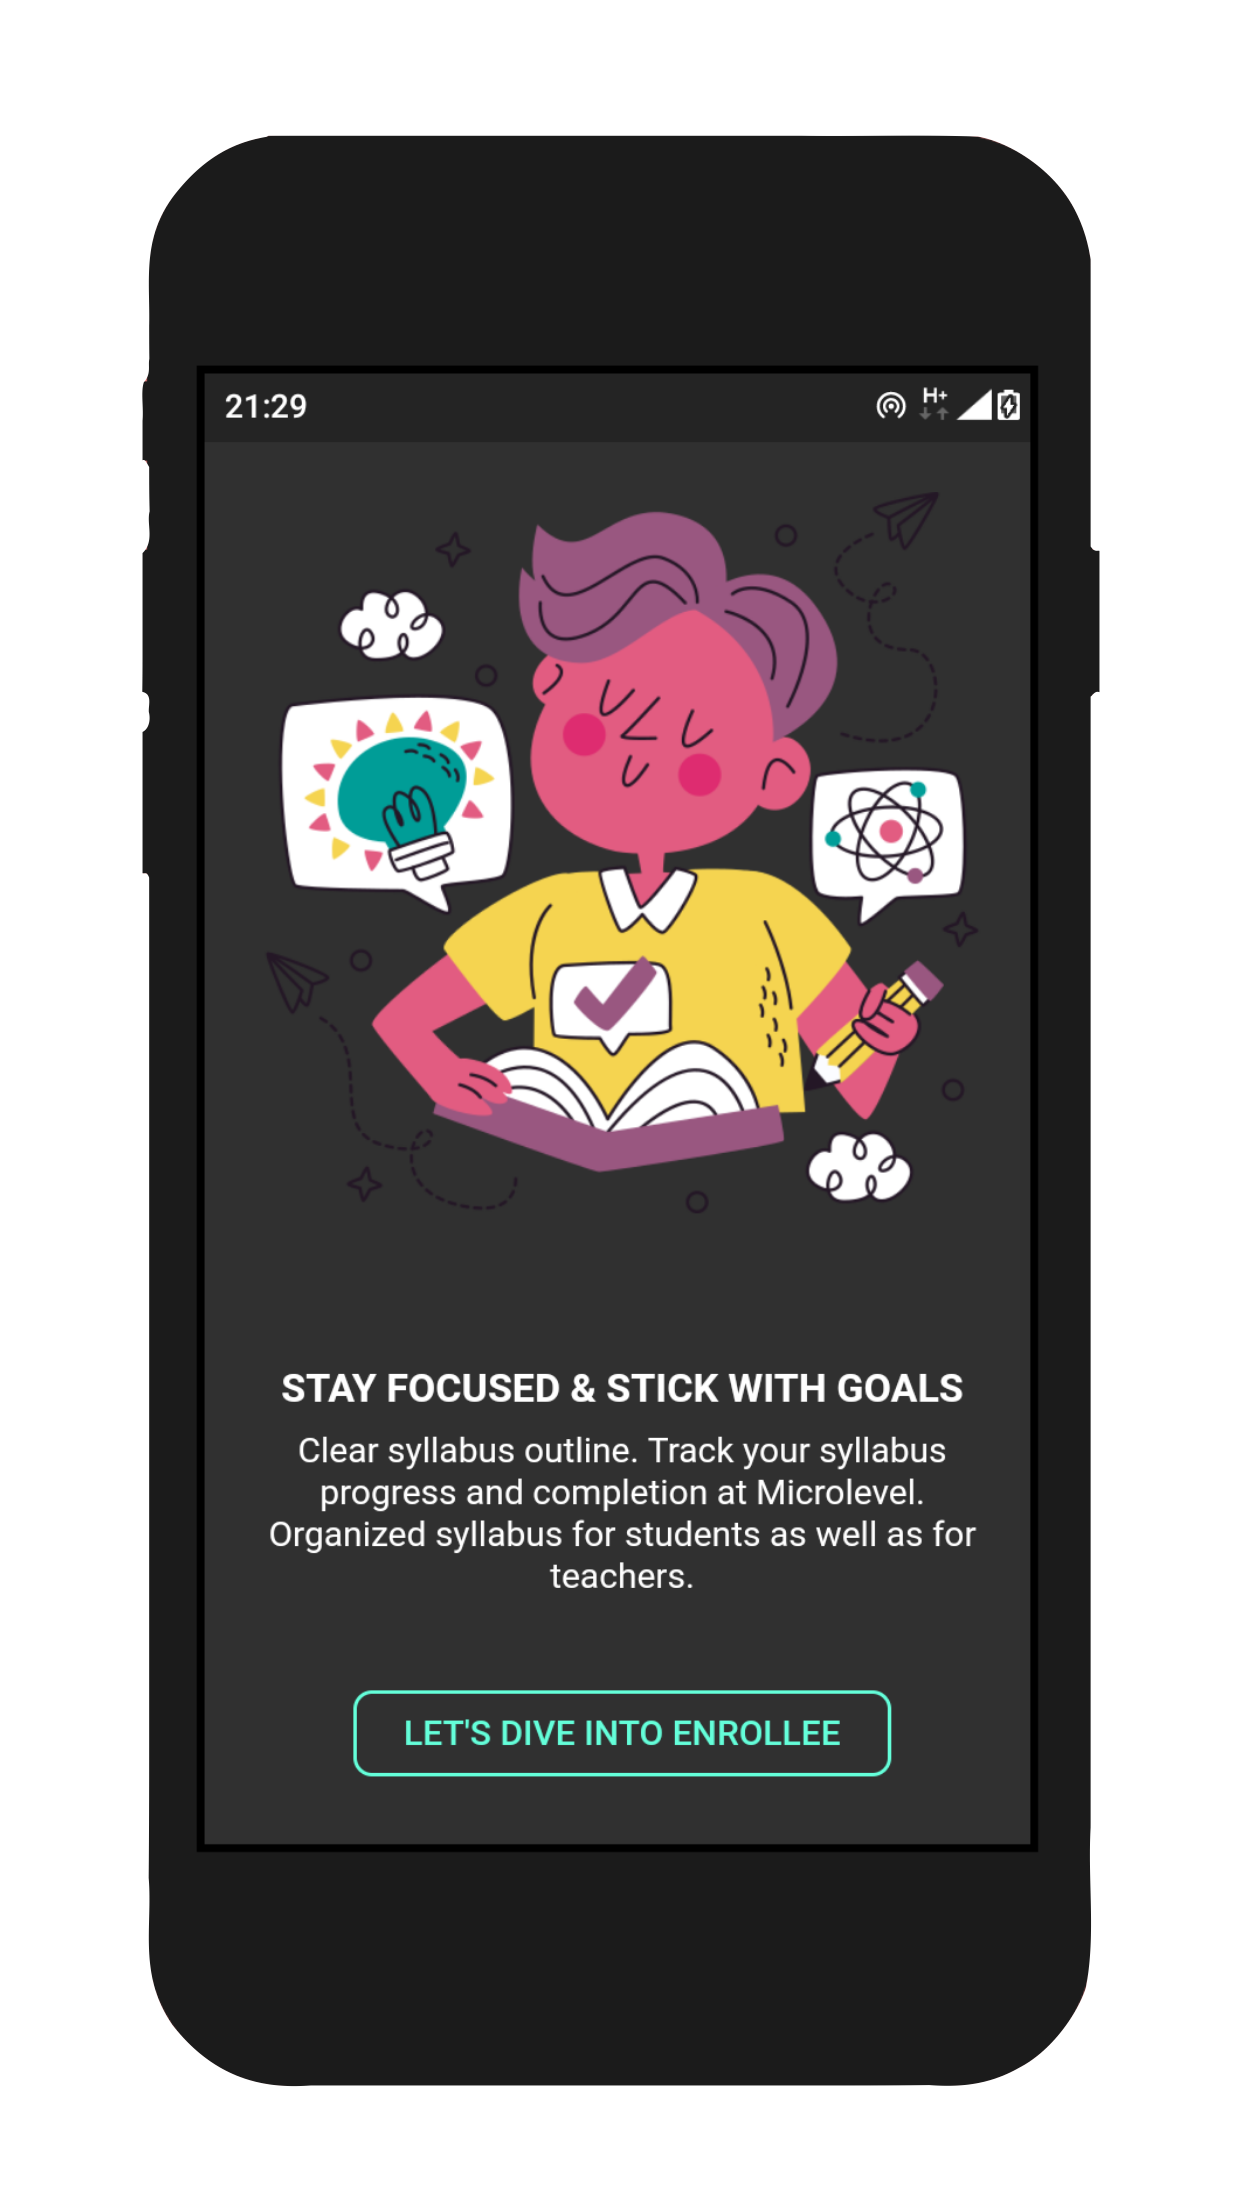 21:29
H+
STAY FOCUSED & STICK WITH GOALS
Clear syllabus outline. Track your syllabus
progress and completion at Microlevel.
Organized syllabus for students as well as for
teachers.
LET'S DIVE INTO ENROLLEE